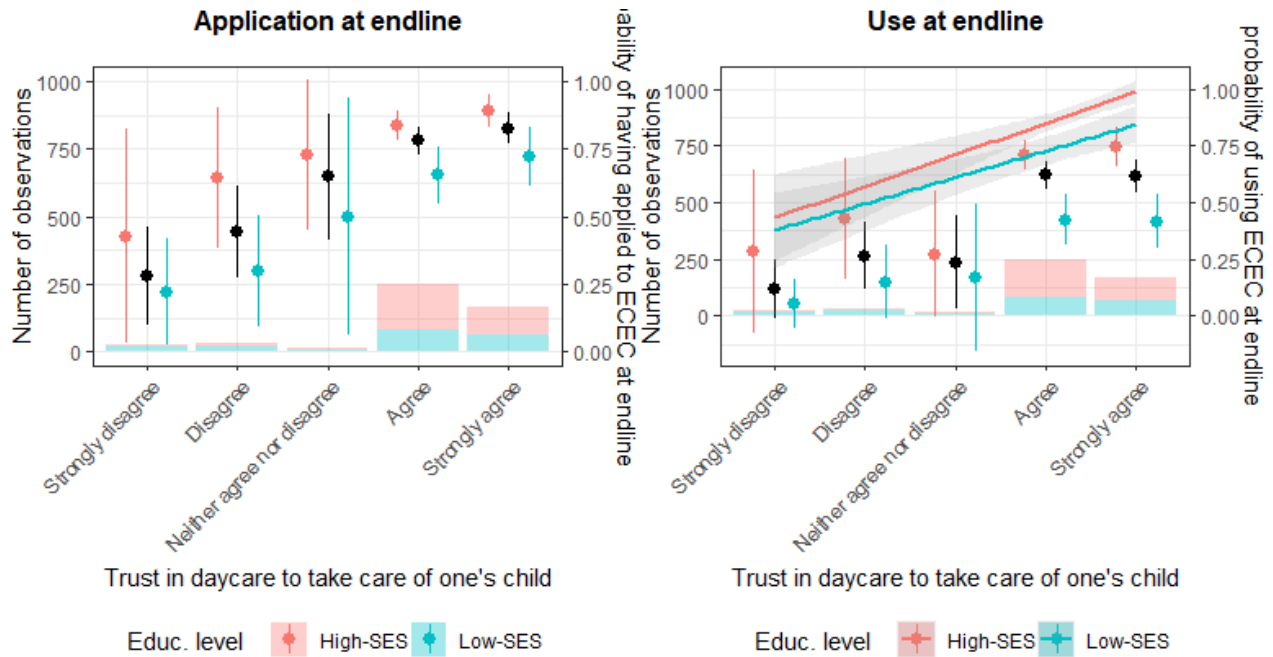 Application at endline
Number of observations
1000
750
500
250
0
1.00
0.75
0.50
0.25
0.00
ability of having applied to ECEC at endline
Strongly disagree
Disagree
Neither agree nor disagree
Agree
Strongly agree
Trust in daycare to take care of one's child
Educ. level
High-SES
Low-SES
Use at endline
Number of observations
1000
750
500
250
0
1.00
0.75
0.50
0.25
0.00
probability of using ECEC at endline
Strongly disagree
Disagree
Neither agree nor disagree
Agree
Strongly agree
Trust in daycare to take care of one's child
Educ. level
High-SES
Low-SES